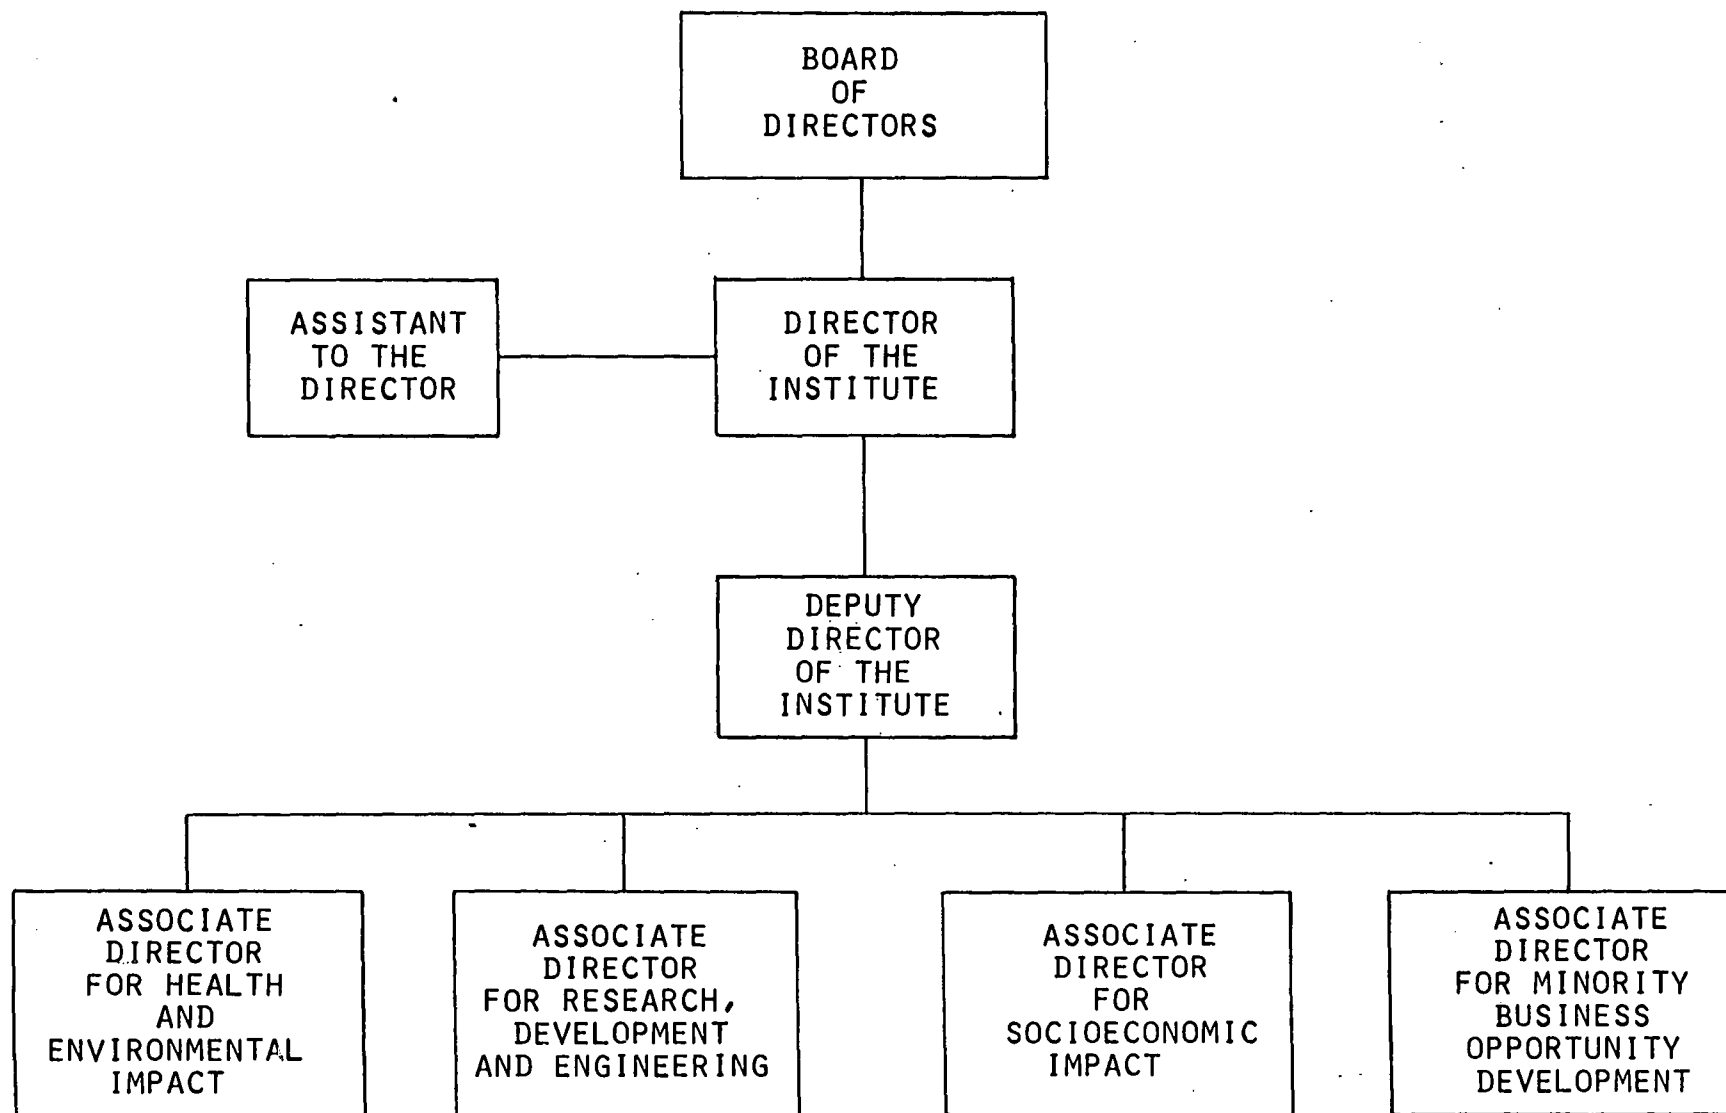 BOARD
OF
DIRECTORS
ASSISTANT
TO THE
DIRECTOR
DIRECTOR
OF THE
INSTITUTE
DEPUTY
DIRECTOR
OF THE
INSTITUTE
ASSOCIATE
DIRECTOR
FOR HEALTH
AND
ENVIRONMENTAL
IMPACT
ASSOCIATE
DIRECTOR
FOR RESEARCH,
DEVELOPMENT
AND ENGINEERING
ASSOCIATE
DIRECTOR
FOR
SOCIOECONOMIC
IMPACT
ASSOCIATE
DIRECTOR
FOR MINORITY
BUSINESS
OPPORTUNITY
DEVELOPMENT